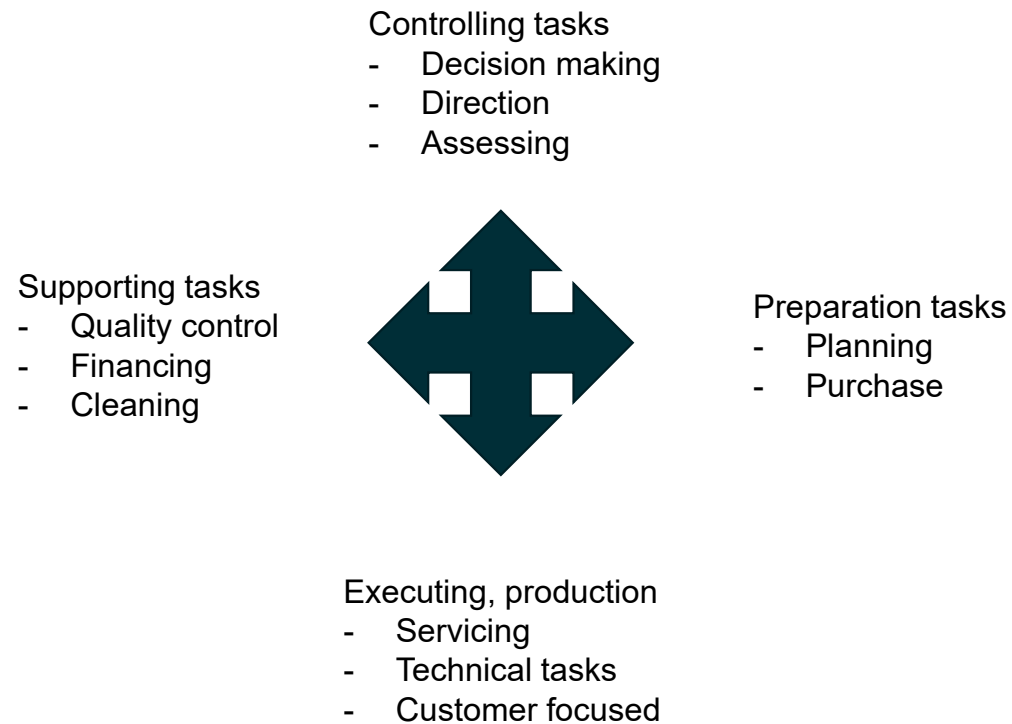 Controlling tasks
- Decision making
- Direction
- Assessing
Supporting tasks
- Quality control
- Financing
- Cleaning
Preparation tasks
- Planning
- Purchase
Executing, production
- Servicing
- Technical tasks
- Customer focused